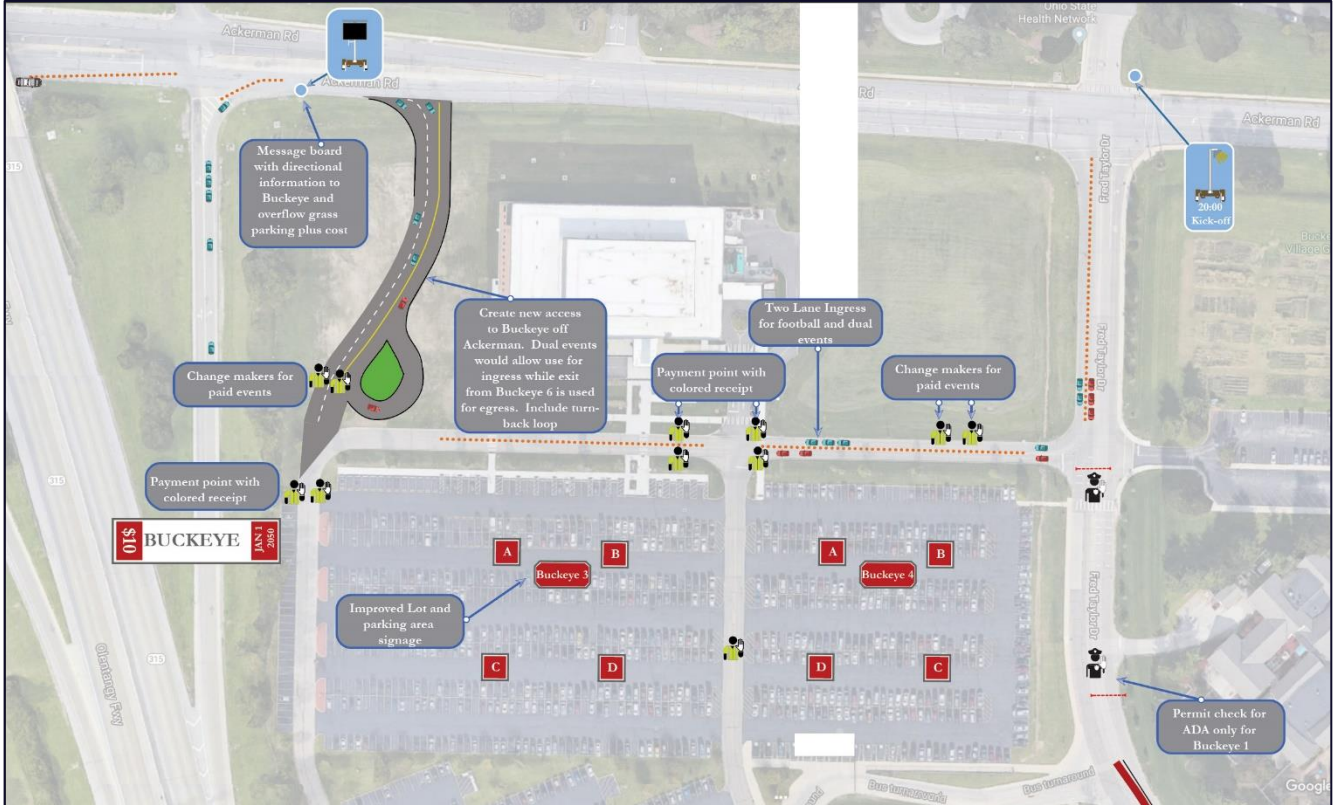 Ohio State
Health Network
Ackerman Rd
Ackerman Rd
Rd
Ackerman Rd
Fred Taylor Dr
20:00
Kick-off
Message board
with directional
information to
Buckeye and
overflow grass
parking plus cost
315
Create new access
to Buckeye off
Ackerman. Dual events
would allow use for
ingress while exit
from Buckeye 6 is used
for egress. Include turn-
back loop
Two Lane Ingress
for football and dual
events
Change makers for
paid events
Payment point with
colored receipt
Change makers for
paid events
Fred Taylor Dr
Payment point with
colored receipt
315
$10
BUCKEYE
JAN 1
2050
A
B
Buckeye 3
A
B
Buckeye 4
Improved Lot and
parking area
signage
C
D
D
C
Fred Taylor Dr
315
Olentangy Fwy
Permit check for
ADA only for
Buckeye 1
Bus turnaround
Bus turnaround
Google